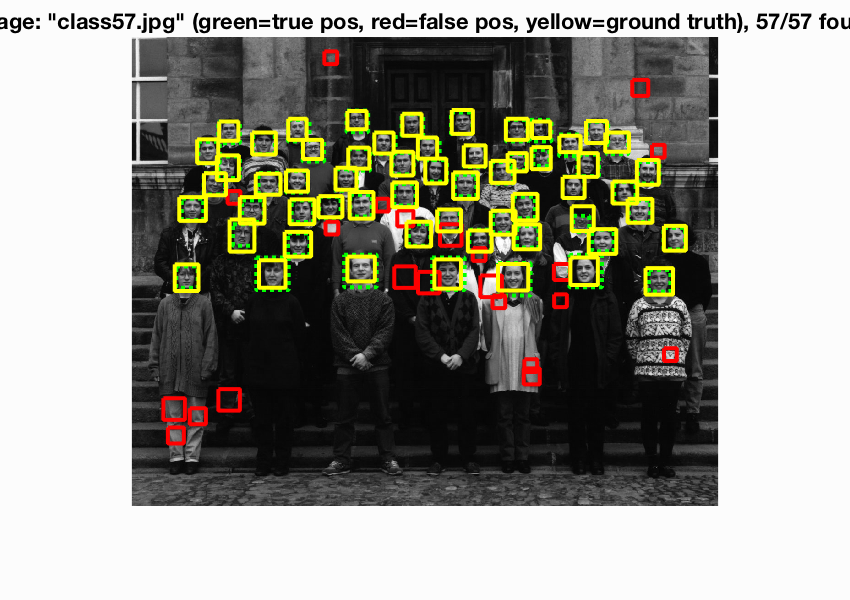 age: "class57.jpg" (green=true pos, red=false pos, yellow=ground truth), 57/57 fou